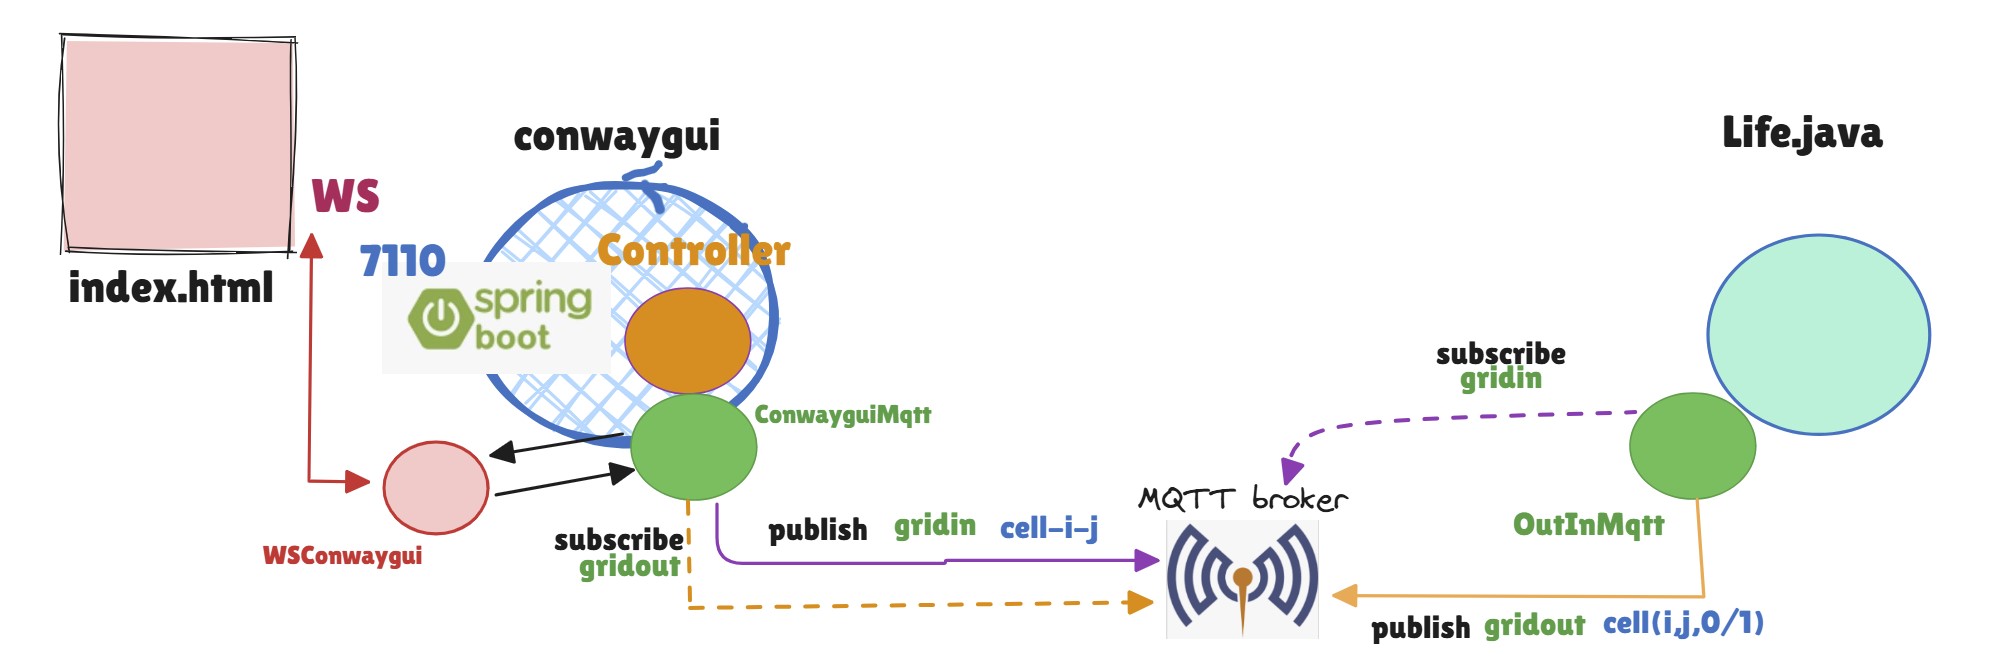 index.html
WS
7110
conwaygui
Controller
spring
boot
ConwayguiMqtt
WSConwaygui
subscribe
gridout
publish gridin cell-i-j
MQTT broker
subscribe
gridin
Life.java
OutInMqtt
publish gridout cell(i,j,0/1)